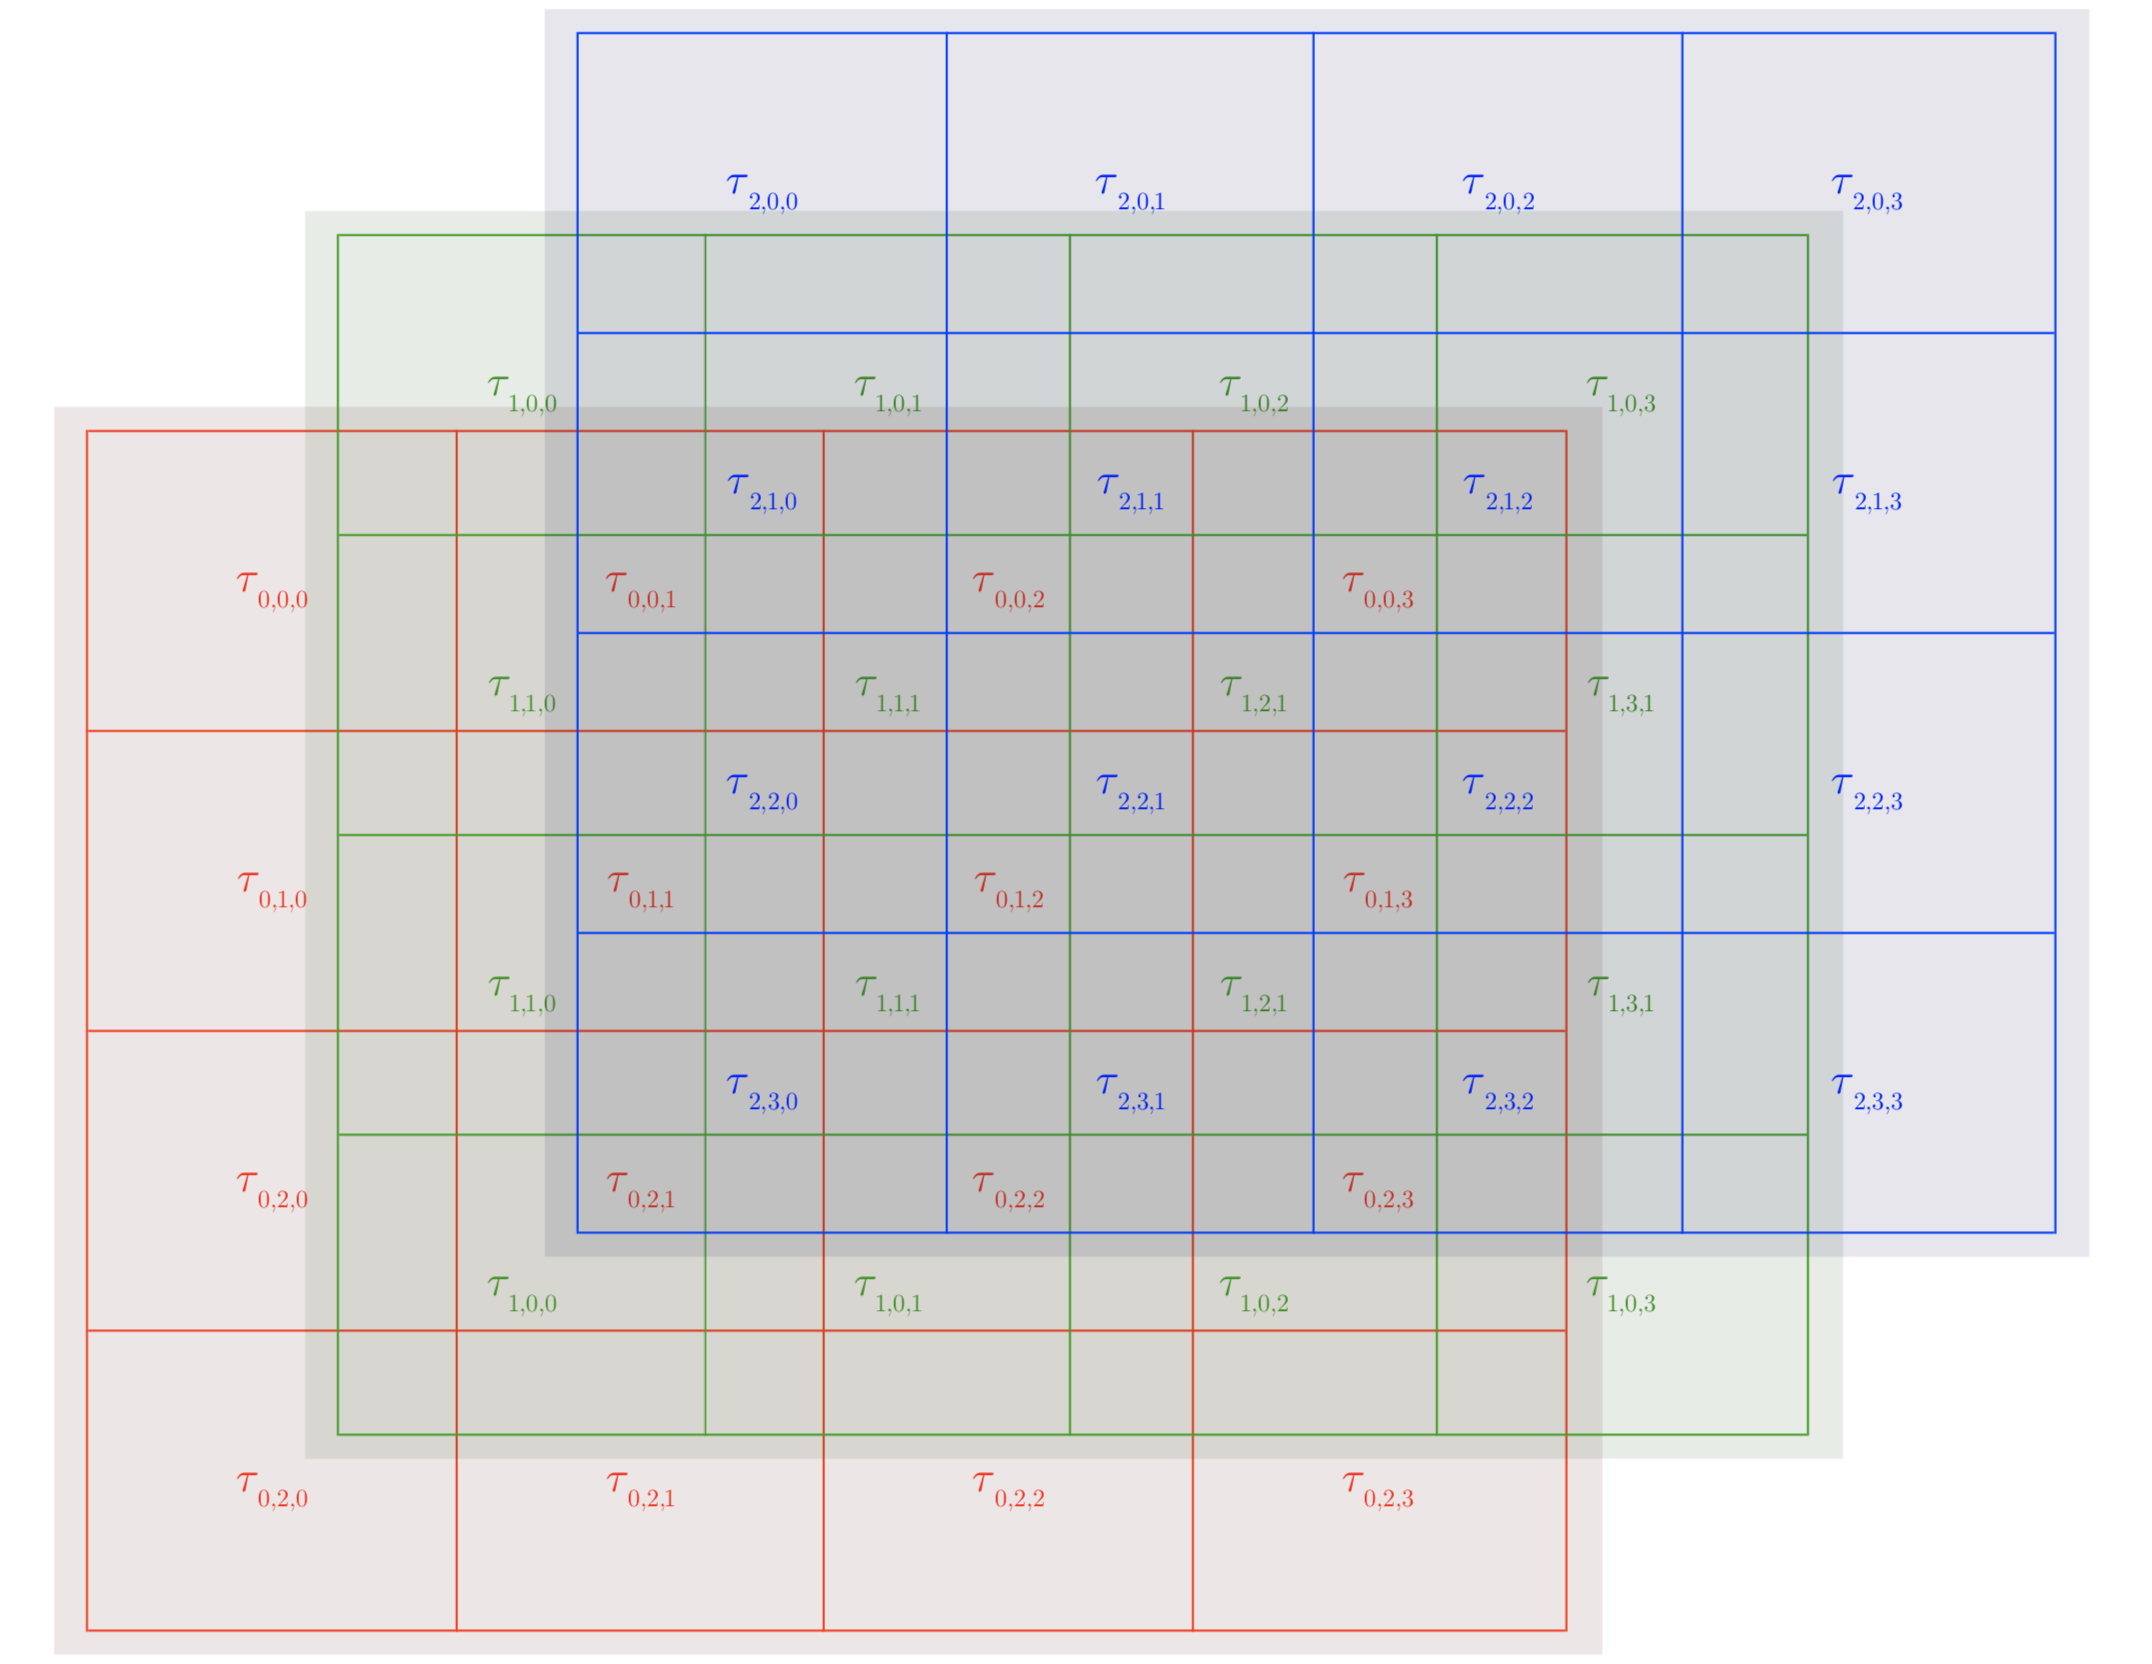 τ2,0,0 τ2,0,1 τ2,0,2 τ2,0,3
τ1,0,0 τ1,0,1 τ1,0,2 τ1,0,3
τ2,1,0 τ2,1,1 τ2,1,2 τ2,1,3
τ0,0,0 τ0,0,1 τ0,0,2 τ0,0,3
τ1,1,0 τ1,1,1 τ1,2,1 τ1,3,1
τ2,2,0 τ2,2,1 τ2,2,2 τ2,2,3
τ0,1,0 τ0,1,1 τ0,1,2 τ0,1,3
τ1,1,0 τ1,1,1 τ1,2,1 τ1,3,1
τ2,3,0 τ2,3,1 τ2,3,2 τ2,3,3
τ0,2,0 τ0,2,1 τ0,2,2 τ0,2,3
τ1,0,0 τ1,0,1 τ1,0,2 τ1,0,3
τ0,2,0 τ0,2,1 τ0,2,2 τ0,2,3